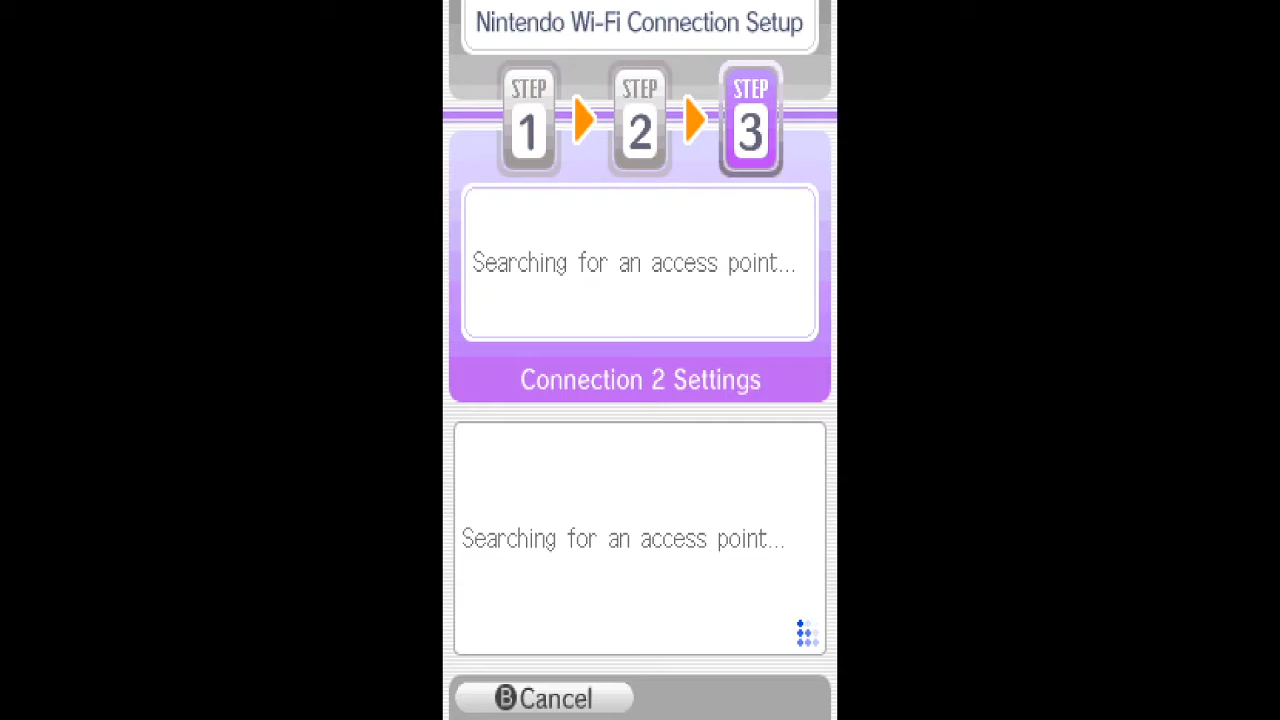 Nintendo Wi-Fi Connection Setup
STEP STEP STEP
1 2 3
Searching for an access point...
Connection 2 Settings
Searching for an access point...
B Cancel